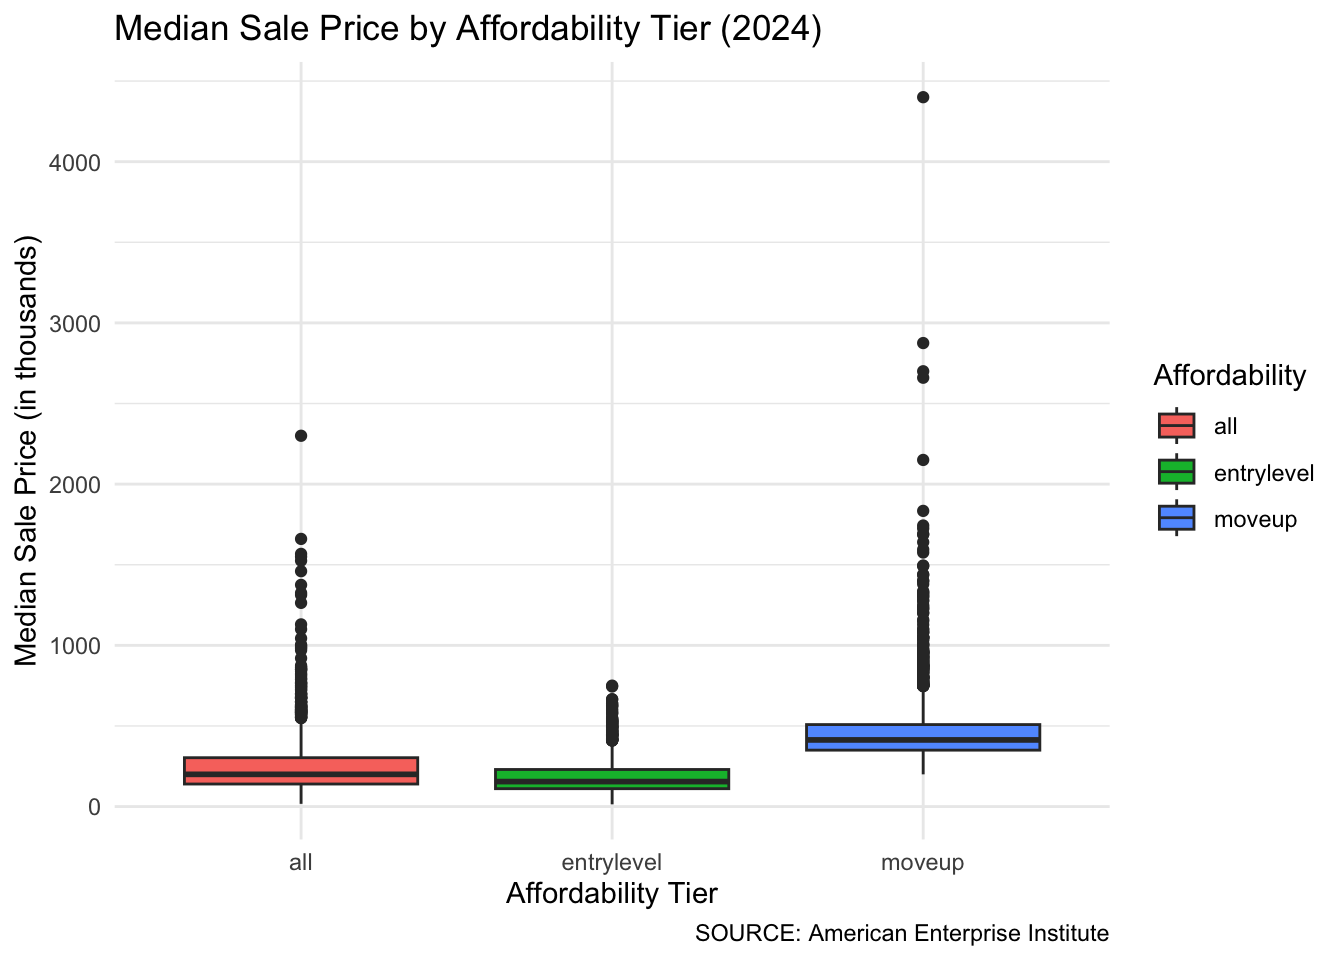 Median Sale Price by Affordability Tier (2024)
Median Sale Price (in thousands)
4000
3000
2000
1000
0
all
entrylevel
moveup
Affordability Tier
Affordability
all
entrylevel
moveup
SOURCE: American Enterprise Institute